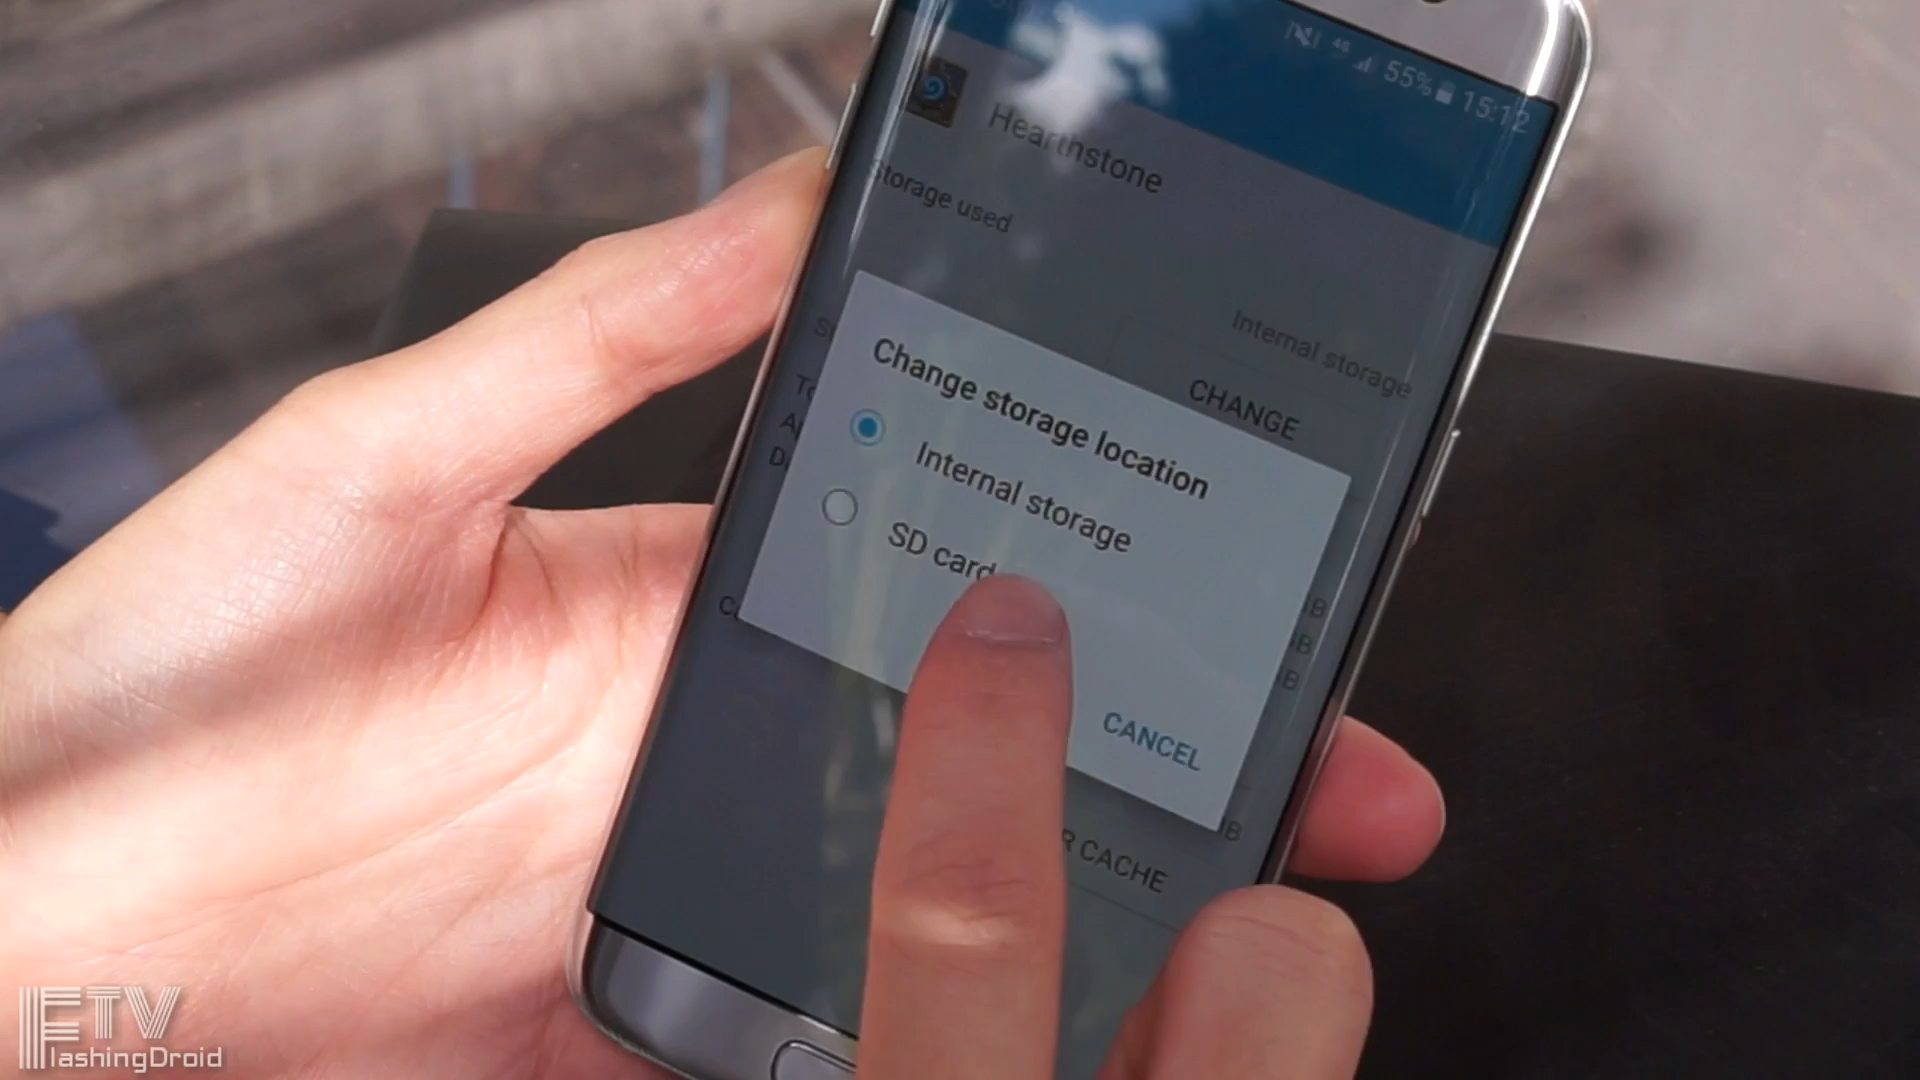 4G 55% 15:12
Hearthstone
Storage used
Internal storage
CHANGE
Change storage location
Internal storage
SD card
CANCEL
CACHE
FTV
FlashingDroid